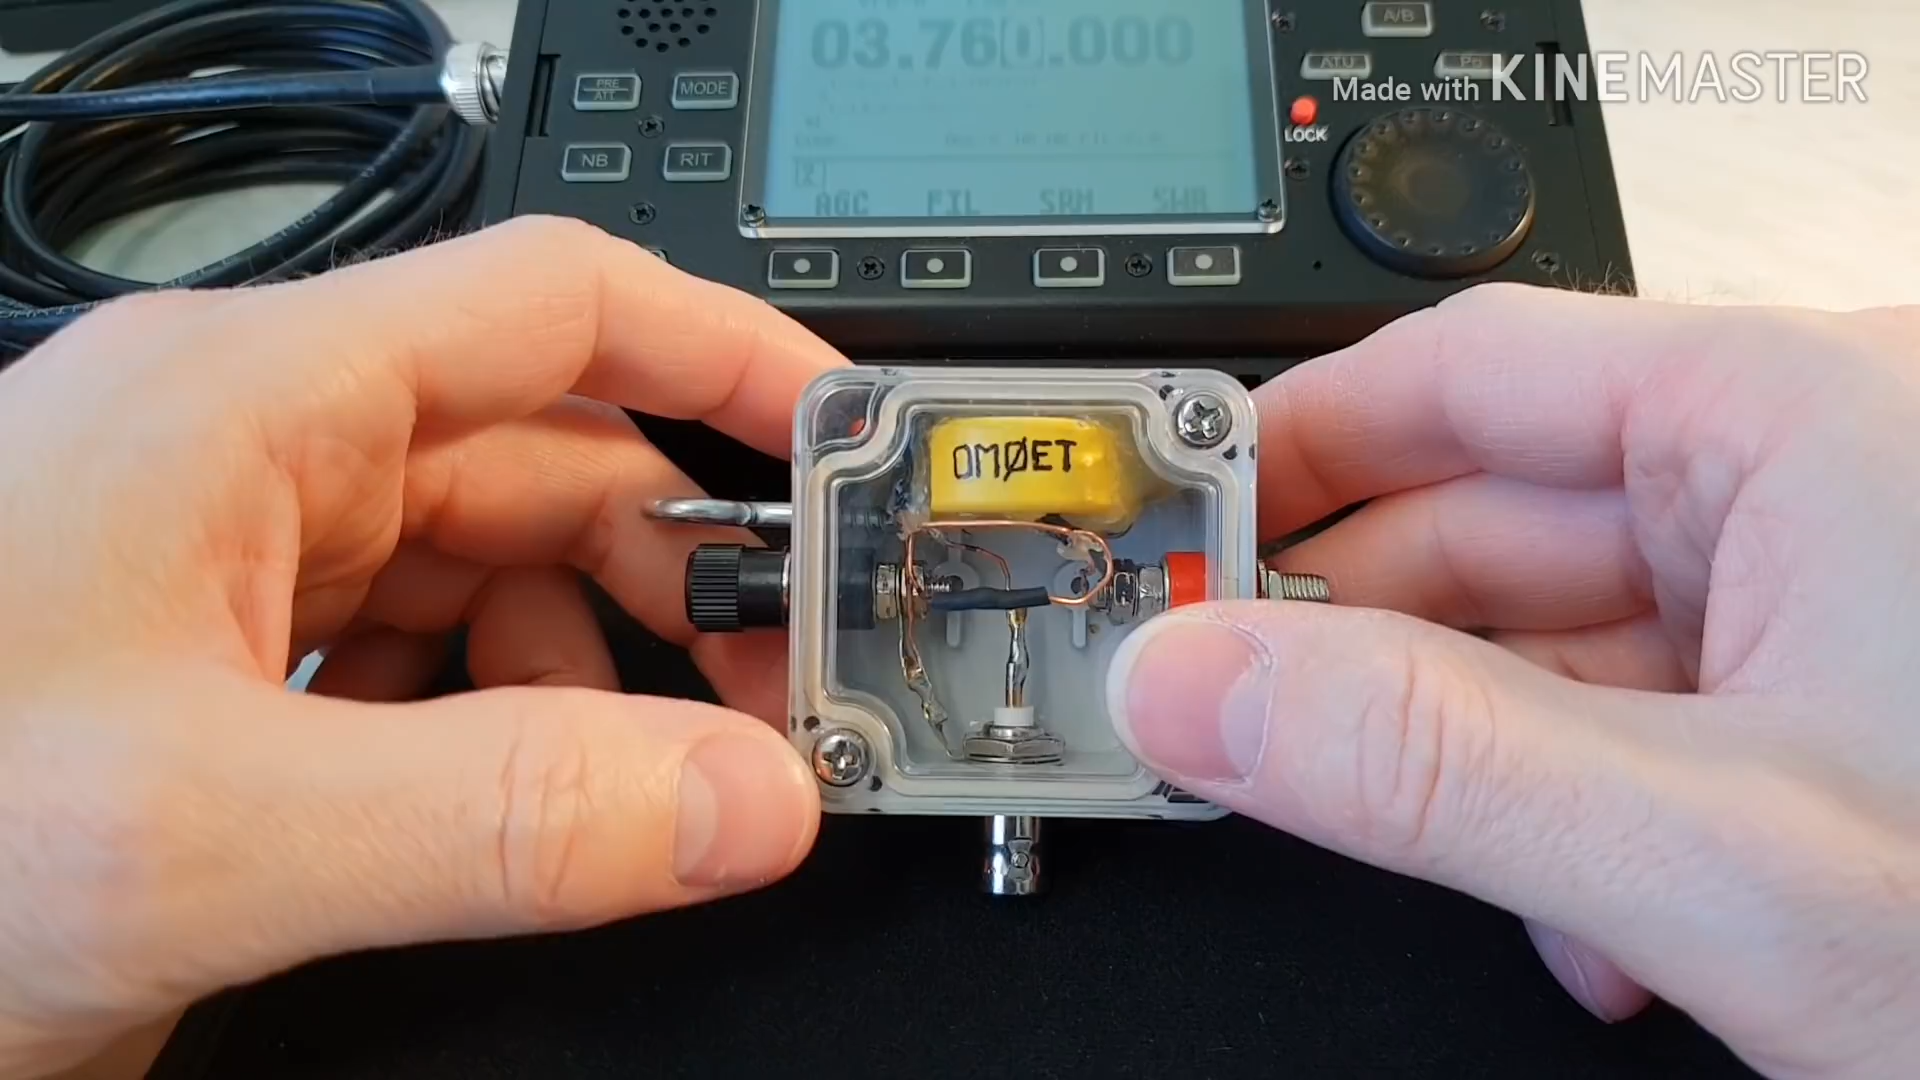 03.760.000
A/B
ATU
PRE
ATT
MODE
Made with KINEMASTER
LOCK
NB
RIT
AGC FIL SRM SWR
OMØET